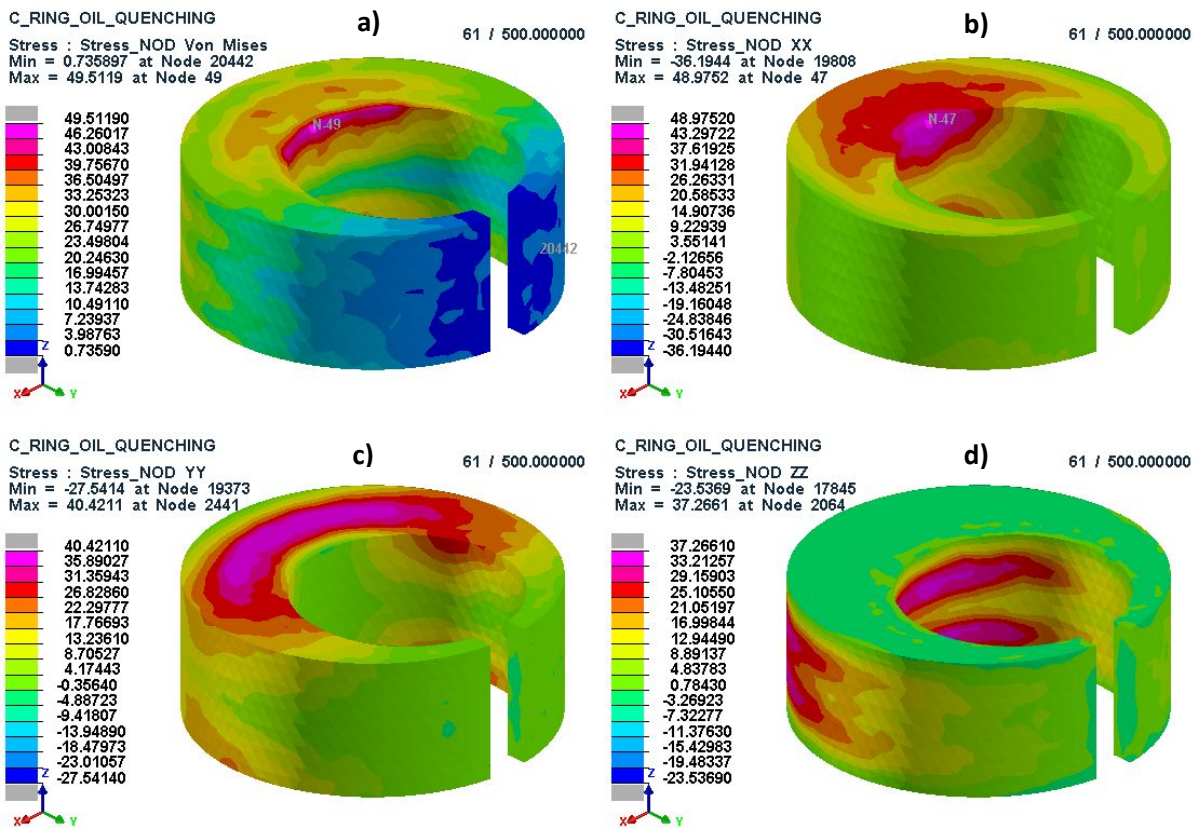 C_RING_OIL_QUENCHING
a)
61 / 500.000000
Stress : Stress_NOD Von Mises
Min = 0.735897 at Node 20442
Max = 49.5119 at Node 49
49.51190
46.26017
43.00843
39.75670
36.50497
33.25323
30.00150
26.74977
23.49804
20.24630
16.99457
13.74283
10.49110
7.23937
3.98763
0.73590
N-49
20442
Z
X
Y
C_RING_OIL_QUENCHING
b)
61 / 500.000000
Stress : Stress_NOD XX
Min = -36.1944 at Node 19808
Max = 48.9752 at Node 47
48.97520
43.29722
37.61925
31.94128
26.26331
20.58533
14.90736
9.22939
3.55141
-2.12656
-7.80453
-13.48251
-19.16048
-24.83846
-30.51643
-36.19440
N-47
Z
X
Y
C_RING_OIL_QUENCHING
c)
61 / 500.000000
Stress : Stress_NOD YY
Min = -27.5414 at Node 19373
Max = 40.4211 at Node 2441
40.42110
35.89027
31.35943
26.82860
22.29777
17.76693
13.23610
8.70527
4.17443
-0.35640
-4.88723
-9.41807
-13.94890
-18.47973
-23.01057
-27.54140
Z
X
Y
C_RING_OIL_QUENCHING
d)
61 / 500.000000
Stress : Stress_NOD ZZ
Min = -23.5369 at Node 17845
Max = 37.2661 at Node 2064
37.26610
33.21257
29.15903
25.10550
21.05197
16.99844
12.94490
8.89137
4.83783
0.78430
-3.26923
-7.32277
-11.37630
-15.42983
-19.48337
-23.53690
Z
X
Y